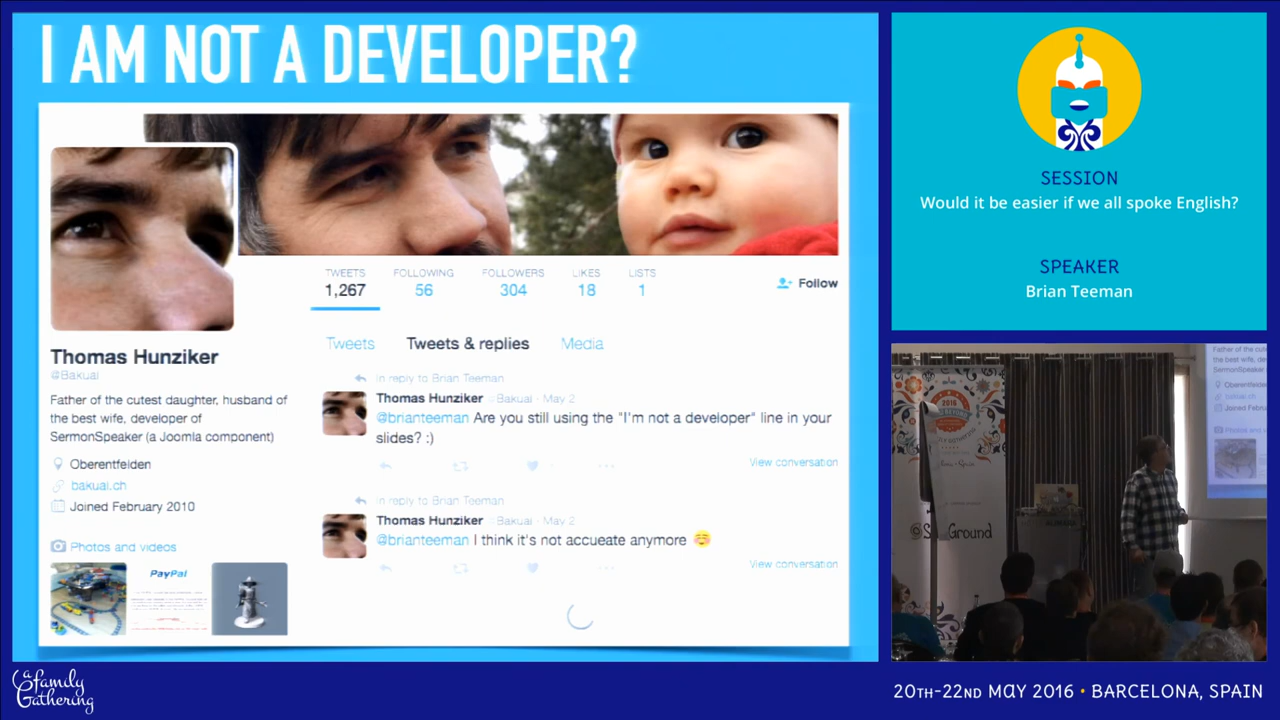 I AM NOT A DEVELOPER?
TWEETS
1,267
FOLLOWING
56
FOLLOWERS
304
LIKES
18
LISTS
1
Follow
Thomas Hunziker
@Bakual
Father of the cutest daughter, husband of
the best wife, developer of
SermonSpeaker (a Joomla component)
Oberentfelden
bakual.ch
Joined February 2010
Photos and videos
PayPal
Tweets
Tweets & replies
Media
In reply to Brian Teeman
Thomas Hunziker Bakual · May 2
@brianteeman Are you still using the "I'm not a developer" line in your
slides? :)
View conversation
In reply to Brian Teeman
Thomas Hunziker Bakual · May 2
@brianteeman I think it's not accueate anymore
View conversation
SESSION
Would it be easier if we all spoke English?
SPEAKER
Brian Teeman
2016
Ground
Joined Febru
a family
Gathering
20TH-22ND MAY 2016 • BARCELONA, SPAIN